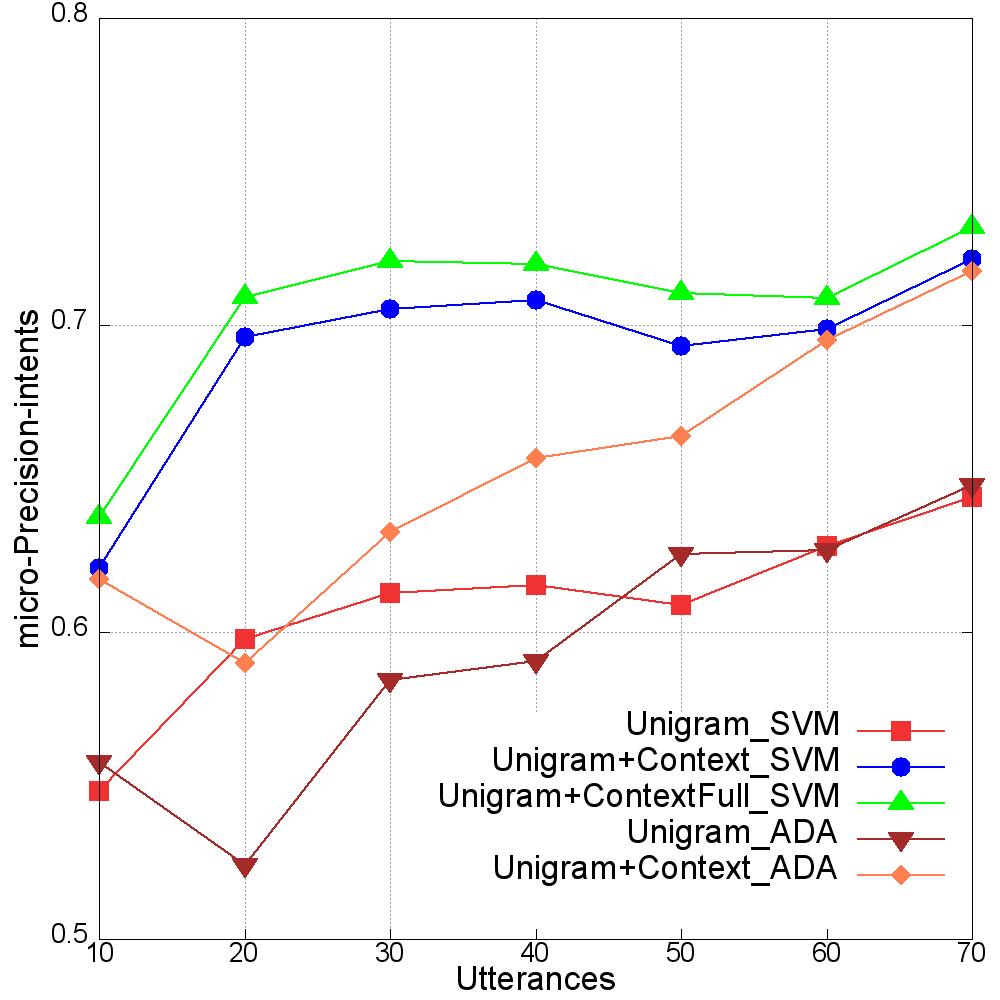 0.8
0.7
0.6
0.5
micro-Precision-intents
Unigram_SVM
Unigram+Context_SVM
Unigram+ContextFull_SVM
Unigram_ADA
Unigram+Context_ADA
10 20 30 40 50 60 70
Utterances